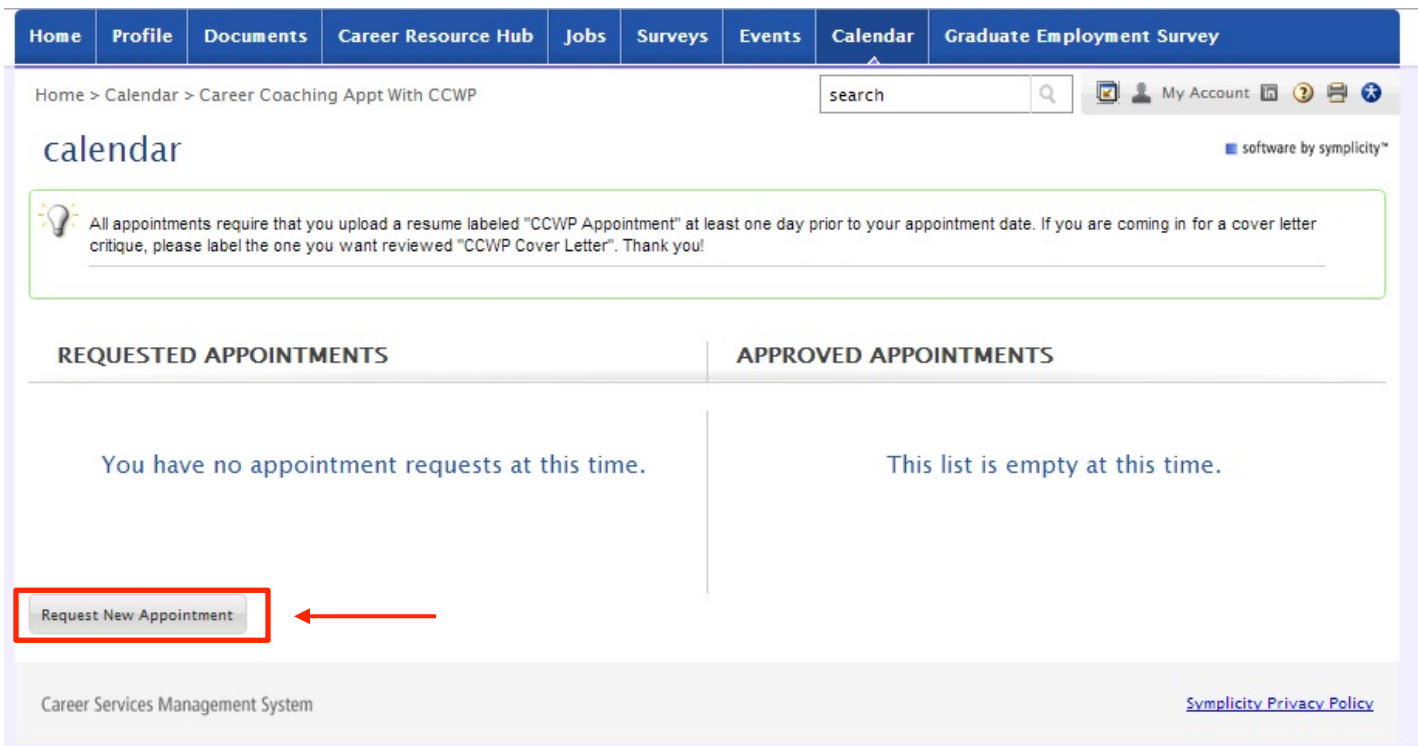 Home Profile Documents Career Resource Hub Jobs Surveys Events Calendar Graduate Employment Survey
Home > Calendar > Career Coaching Appt With CCWP
search
My Account
calendar
software by symplicity™
All appointments require that you upload a resume labeled "CCWP Appointment" at least one day prior to your appointment date. If you are coming in for a cover letter
critique, please label the one you want reviewed "CCWP Cover Letter". Thank you!
REQUESTED APPOINTMENTS
APPROVED APPOINTMENTS
You have no appointment requests at this time.
This list is empty at this time.
Request New Appointment
Career Services Management System
Symplicity Privacy Policy